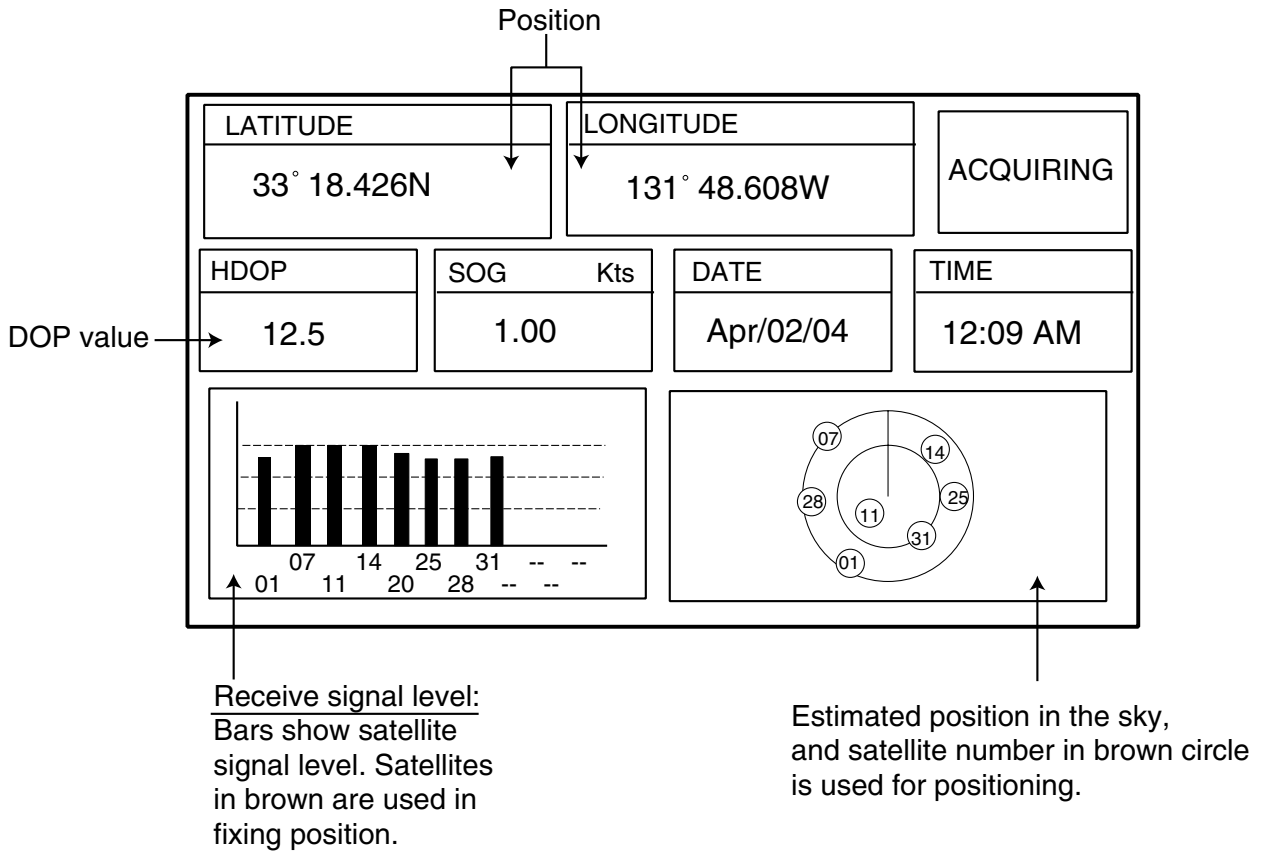 Position
LATITUDE
33° 18.426N
LONGITUDE
131° 48.608W
ACQUIRING
HDOP
12.5
SOG Kts
1.00
DATE
Apr/02/04
TIME
12:09 AM
DOP value
07 14 25 31 -- --
01 11 20 28 -- --
07
14
28
25
11
31
01
Receive signal level:
Bars show satellite
signal level. Satellites
in brown are used in
fixing position.
Estimated position in the sky,
and satellite number in brown circle
is used for positioning.